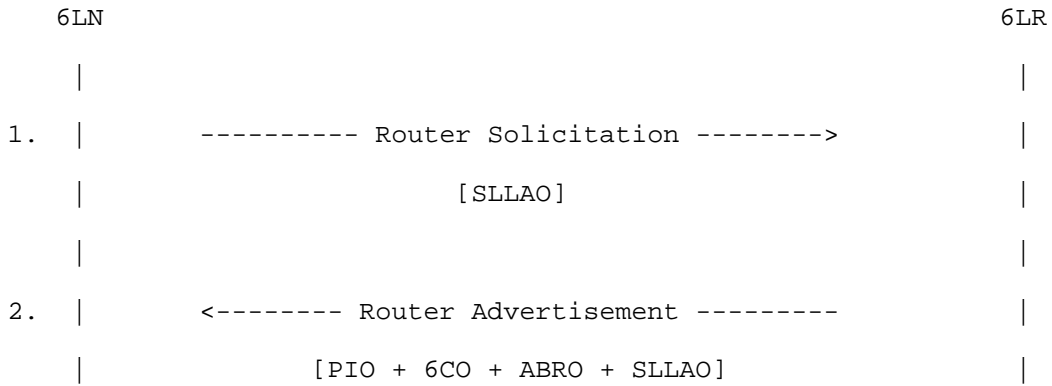 6LN 6LR
| |
1. | ---------- Router Solicitation --------> |
| [SLLAO] |
| |
2. | <-------- Router Advertisement --------- |
| [PIO + 6CO + ABRO + SLLAO] |